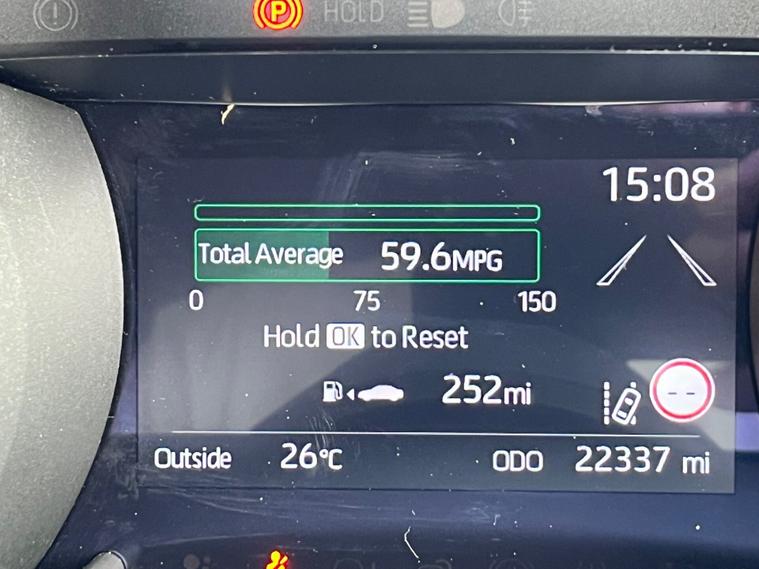 P HOLD
15:08
Total Average 59.6MPG
0 75 150
Hold OK to Reset
252mi
--
Outside 26°C ODO 22337 mi